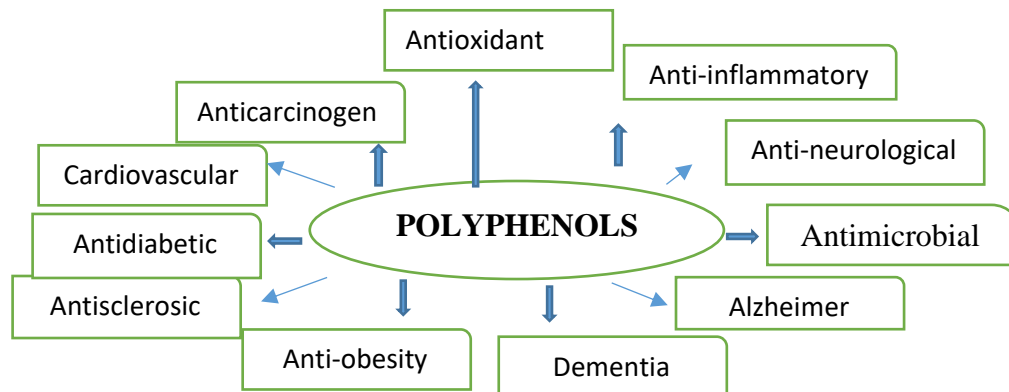 Antioxidant
Anti-inflammatory
Anticarcinogen
Anti-neurological
Cardiovascular
POLYPHENOLS
Antidiabetic
Antimicrobial
Antisclerosic
Alzheimer
Anti-obesity
Dementia